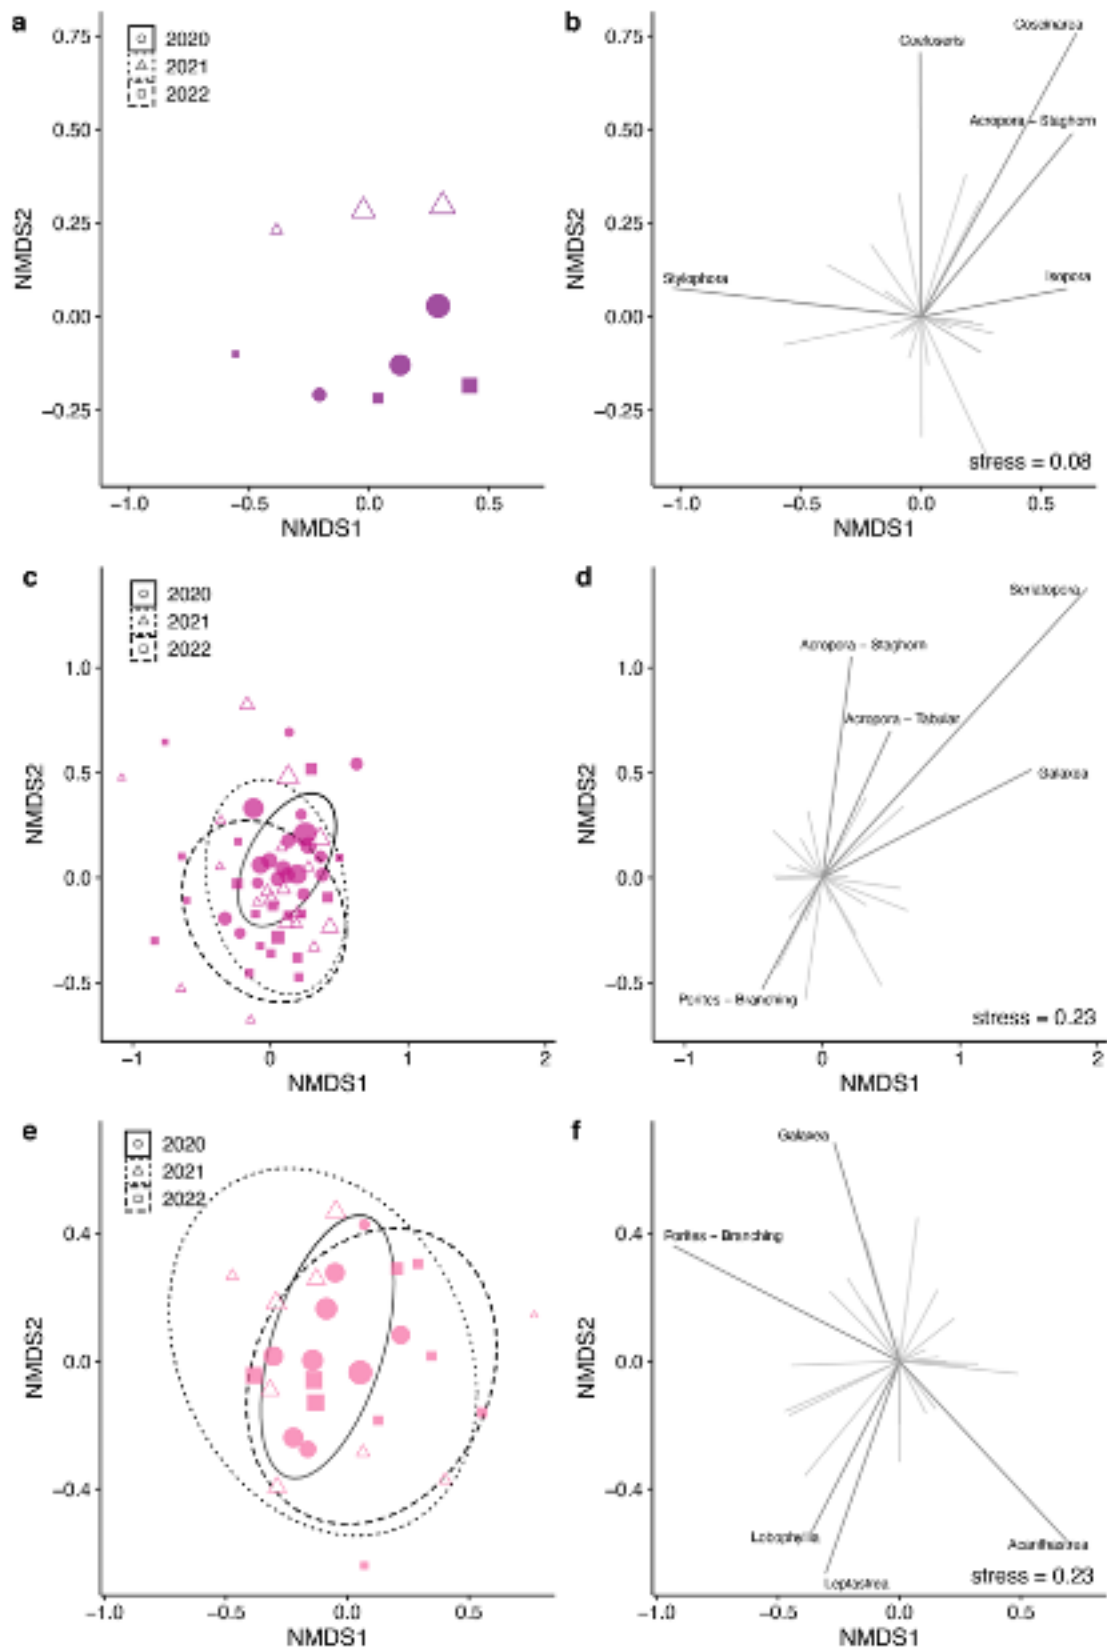 a
2020
2021
2022
0.75
0.50
0.25
0.00
−0.25
NMDS2
−1.0 −0.5 0.0 0.5
NMDS1
b
Coscinarea
Coeloseris
Acropora − Staghorn
Stylophora
Isopora
0.75
0.50
0.25
0.00
−0.25
NMDS2
stress = 0.08
−1.0 −0.5 0.0 0.5
NMDS1
c
2020
2021
2022
1.0
0.5
0.0
−0.5
NMDS2
−1 0 1 2
NMDS1
d
Seriatopora
Acropora − Staghorn
Acropora − Tabular
Galaxea
Porites − Branching
1.0
0.5
0.0
−0.5
NMDS2
stress = 0.23
−1 0 1 2
NMDS1
e
2020
2021
2022
0.4
0.0
−0.4
NMDS2
−1.0 −0.5 0.0 0.5
NMDS1
f
Galaxea
Porites − Branching
Lobophyllia
Leptastrea
Acanthastrea
0.4
0.0
−0.4
NMDS2
stress = 0.23
−1.0 −0.5 0.0 0.5
NMDS1